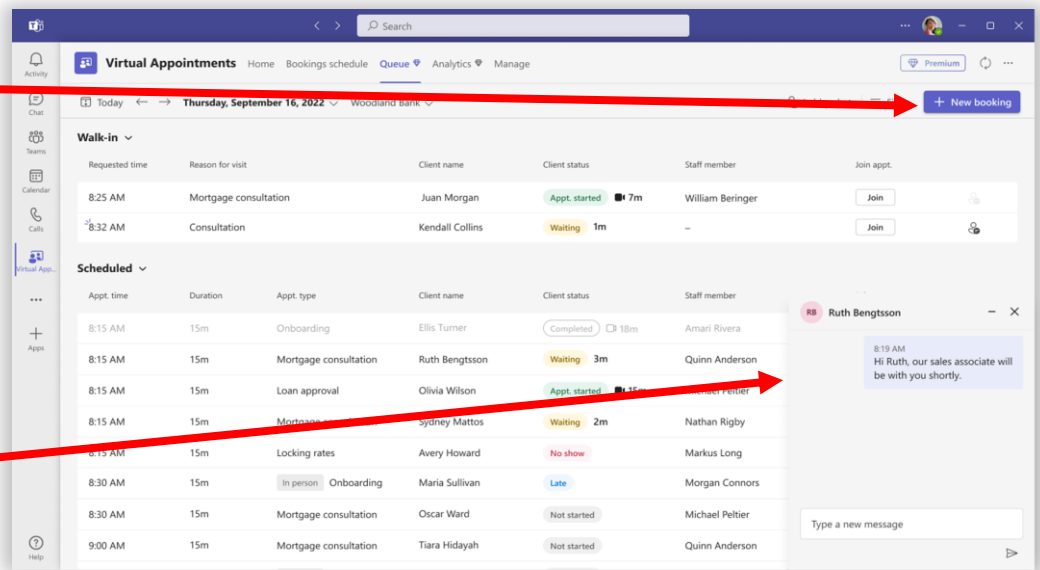 Search
Activity
Chat
Teams
Calendar
Calls
Virtual App...
Apps
Help
Virtual Appointments Home Bookings schedule Queue Analytics Manage Premium
Today Thursday, September 16, 2022 Woodland Bank + New booking
Walk-in
Requested time Reason for visit Client name Client status Staff member Join appt.
8:25 AM Mortgage consultation Juan Morgan Appt. started 7m William Beringer Join
8:32 AM Consultation Kendall Collins Waiting 1m – Join
Scheduled
Appt. time Duration Appt. type Client name Client status Staff member
8:15 AM 15m Onboarding Ellis Turner Completed 18m Amari Rivera
8:15 AM 15m Mortgage consultation Ruth Bengtsson Waiting 3m Quinn Anderson
8:15 AM 15m Loan approval Olivia Wilson Appt. started 15m Michael Peltier
8:15 AM 15m Mortgage consultation Sydney Mattos Waiting 2m Nathan Rigby
8:15 AM 15m Locking rates Avery Howard No show Markus Long
8:30 AM 15m In person Onboarding Maria Sullivan Late Morgan Connors
8:30 AM 15m Mortgage consultation Oscar Ward Not started Michael Peltier
9:00 AM 15m Mortgage consultation Tiara Hidayah Not started Quinn Anderson
RB Ruth Bengtsson
8:19 AM
Hi Ruth, our sales associate will
be with you shortly.
Type a new message